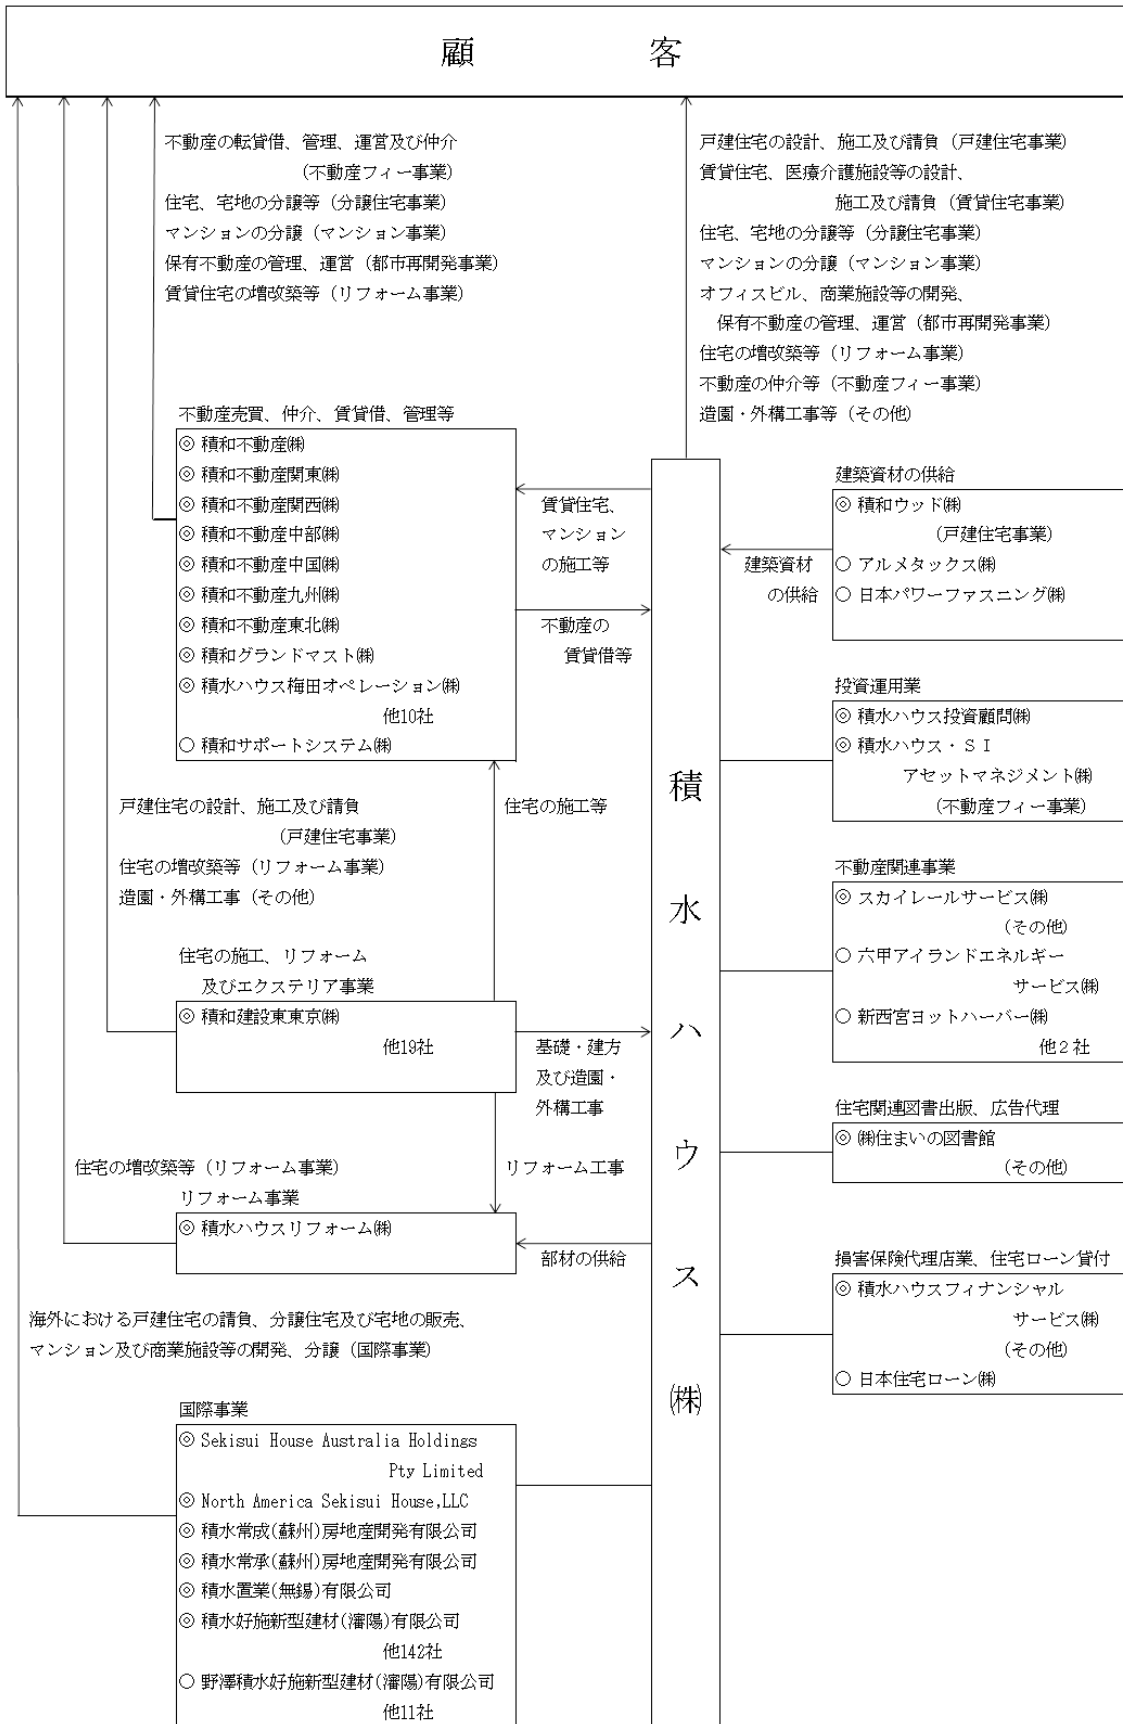 顧客
不動産の転貸借、管理、運営及び仲介
(不動産フィー事業)
住宅、宅地の分譲等 (分譲住宅事業)
マンションの分譲 (マンション事業)
保有不動産の管理、運営 (都市再開発事業)
賃貸住宅の増改築等 (リフォーム事業)
戸建住宅の設計、施工及び請負 (戸建住宅事業)
賃貸住宅、医療介護施設等の設計、
施工及び請負 (賃貸住宅事業)
住宅、宅地の分譲等 (分譲住宅事業)
マンションの分譲 (マンション事業)
オフィスビル、商業施設等の開発、
保有不動産の管理、運営 (都市再開発事業)
住宅の増改築等 (リフォーム事業)
不動産の仲介等 (不動産フィー事業)
造園・外構工事等 (その他)
不動産売買、仲介、賃貸借、管理等
◎ 積和不動産㈱
◎ 積和不動産関東㈱
◎ 積和不動産関西㈱
◎ 積和不動産中部㈱
◎ 積和不動産中国㈱
◎ 積和不動産九州㈱
◎ 積和不動産東北㈱
◎ 積和グランドマスト㈱
◎ 積水ハウス梅田オペレーション㈱
他10社
○ 積和サポートシステム㈱
賃貸住宅、
マンション
の施工等
不動産の
賃貸借等
積水ハウス㈱
建築資材の供給
◎ 積和ウッド㈱
(戸建住宅事業)
○ アルメタックス㈱
○ 日本パワーファスニング㈱
建築資材
の供給
投資運用業
◎ 積水ハウス投資顧問㈱
◎ 積水ハウス・ＳＩ
アセットマネジメント㈱
(不動産フィー事業)
戸建住宅の設計、施工及び請負
(戸建住宅事業)
住宅の増改築等 (リフォーム事業)
造園・外構工事 (その他)
住宅の施工等
不動産関連事業
◎ スカイレールサービス㈱
(その他)
○ 六甲アイランドエネルギー
サービス㈱
○ 新西宮ヨットハーバー㈱
他２社
住宅の施工、リフォーム
及びエクステリア事業
◎ 積和建設東東京㈱
他19社
基礎・建方
及び造園・
外構工事
住宅関連図書出版、広告代理
◎ ㈱住まいの図書館
(その他)
住宅の増改築等 (リフォーム事業)
リフォーム工事
リフォーム事業
◎ 積水ハウスリフォーム㈱
部材の供給
損害保険代理店業、住宅ローン貸付
◎ 積水ハウスフィナンシャル
サービス㈱
(その他)
○ 日本住宅ローン㈱
海外における戸建住宅の請負、分譲住宅及び宅地の販売、
マンション及び商業施設等の開発、分譲 (国際事業)
国際事業
◎ Sekisui House Australia Holdings
Pty Limited
◎ North America Sekisui House,LLC
◎ 積水常成(蘇州)房地産開発有限公司
◎ 積水常承(蘇州)房地産開発有限公司
◎ 積水置業(無錫)有限公司
◎ 積水好施新型建材(瀋陽)有限公司
他142社
○ 野澤積水好施新型建材(瀋陽)有限公司
他11社